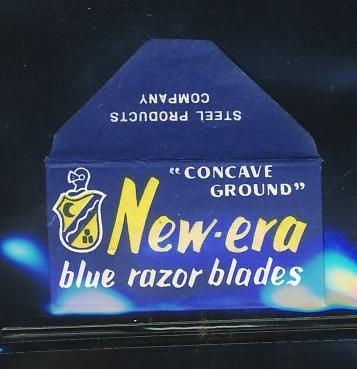 STEEL PRODUCTS
COMPANY
"CONCAVE
GROUND"
New-era
blue razor blades